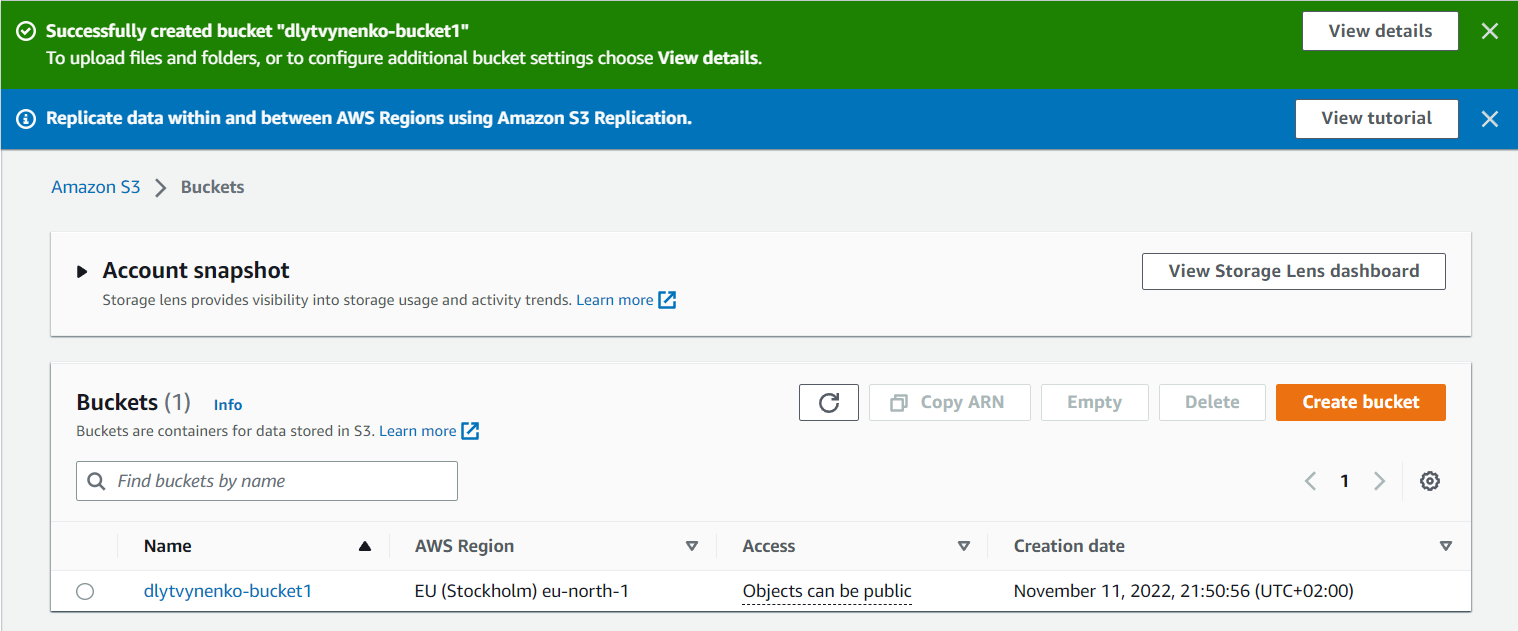 Successfully created bucket "dlytvynenko-bucket1"
View details
To upload files and folders, or to configure additional bucket settings choose View details.
Replicate data within and between AWS Regions using Amazon S3 Replication.
View tutorial
Amazon S3 Buckets
Account snapshot
View Storage Lens dashboard
Storage lens provides visibility into storage usage and activity trends. Learn more
Buckets (1) Info
Copy ARN Empty Delete Create bucket
Buckets are containers for data stored in S3. Learn more
Find buckets by name
1
Name AWS Region Access Creation date
dlytvynenko-bucket1 EU (Stockholm) eu-north-1 Objects can be public November 11, 2022, 21:50:56 (UTC+02:00)